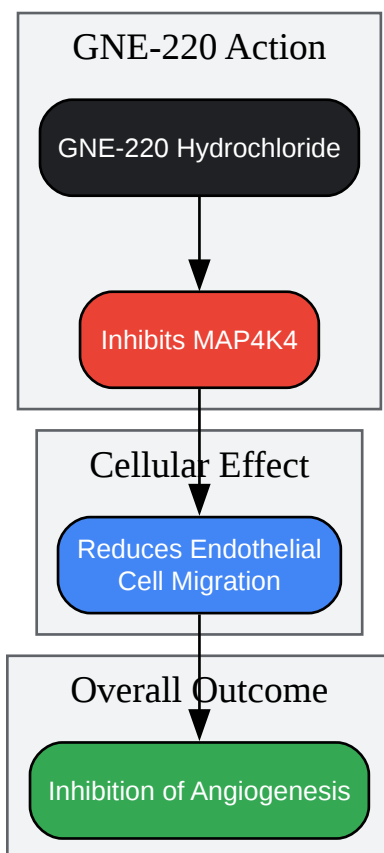 GNE-220 Action
GNE-220 Hydrochloride
Inhibits MAP4K4
Cellular Effect
Reduces Endothelial
Cell Migration
Overall Outcome
Inhibition of Angiogenesis